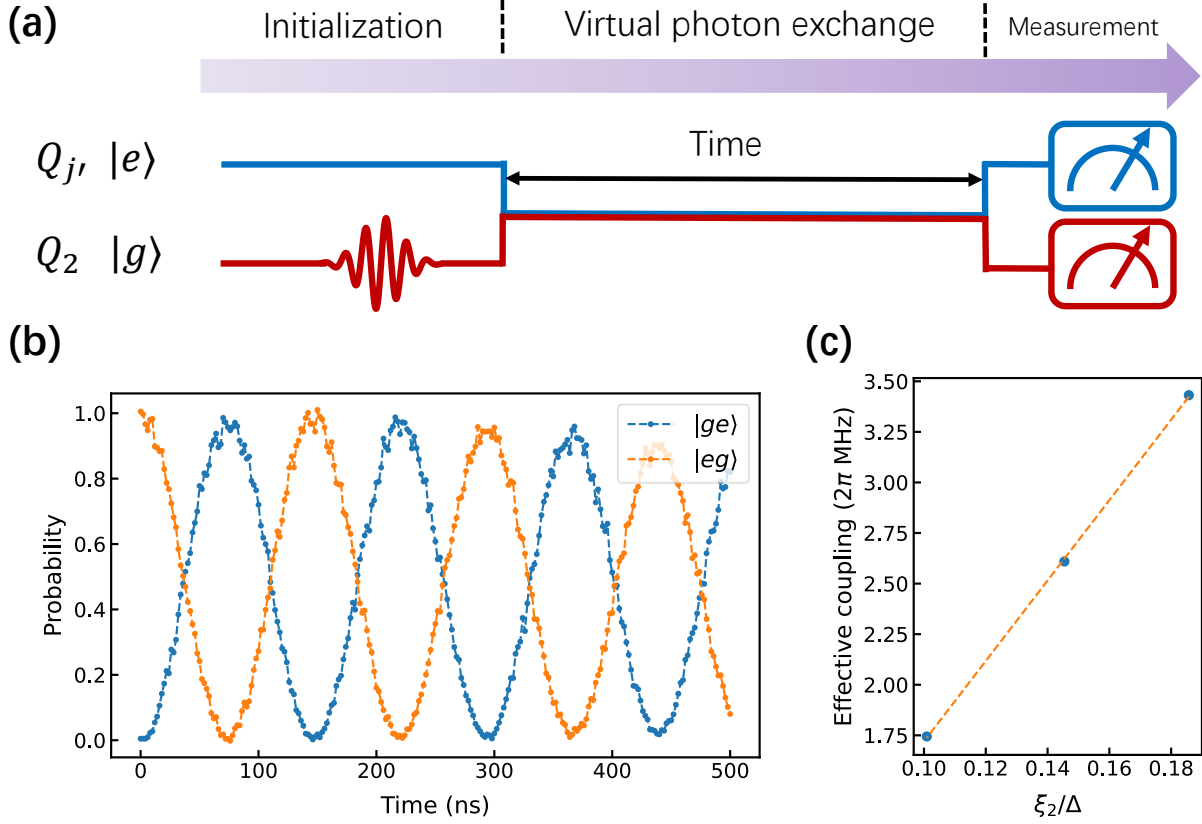 (a)
Initialization
Virtual photon exchange
Measurement
Q_{j′} |e⟩
Time
Q_2 |g⟩
(b)
Probability
1.0
0.8
0.6
0.4
0.2
0.0
|ge⟩
|eg⟩
0 100 200 300 400 500
Time (ns)
(c)
Effective coupling (2π MHz)
3.50
3.25
3.00
2.75
2.50
2.25
2.00
1.75
0.10 0.12 0.14 0.16 0.18
ξ_2/Δ